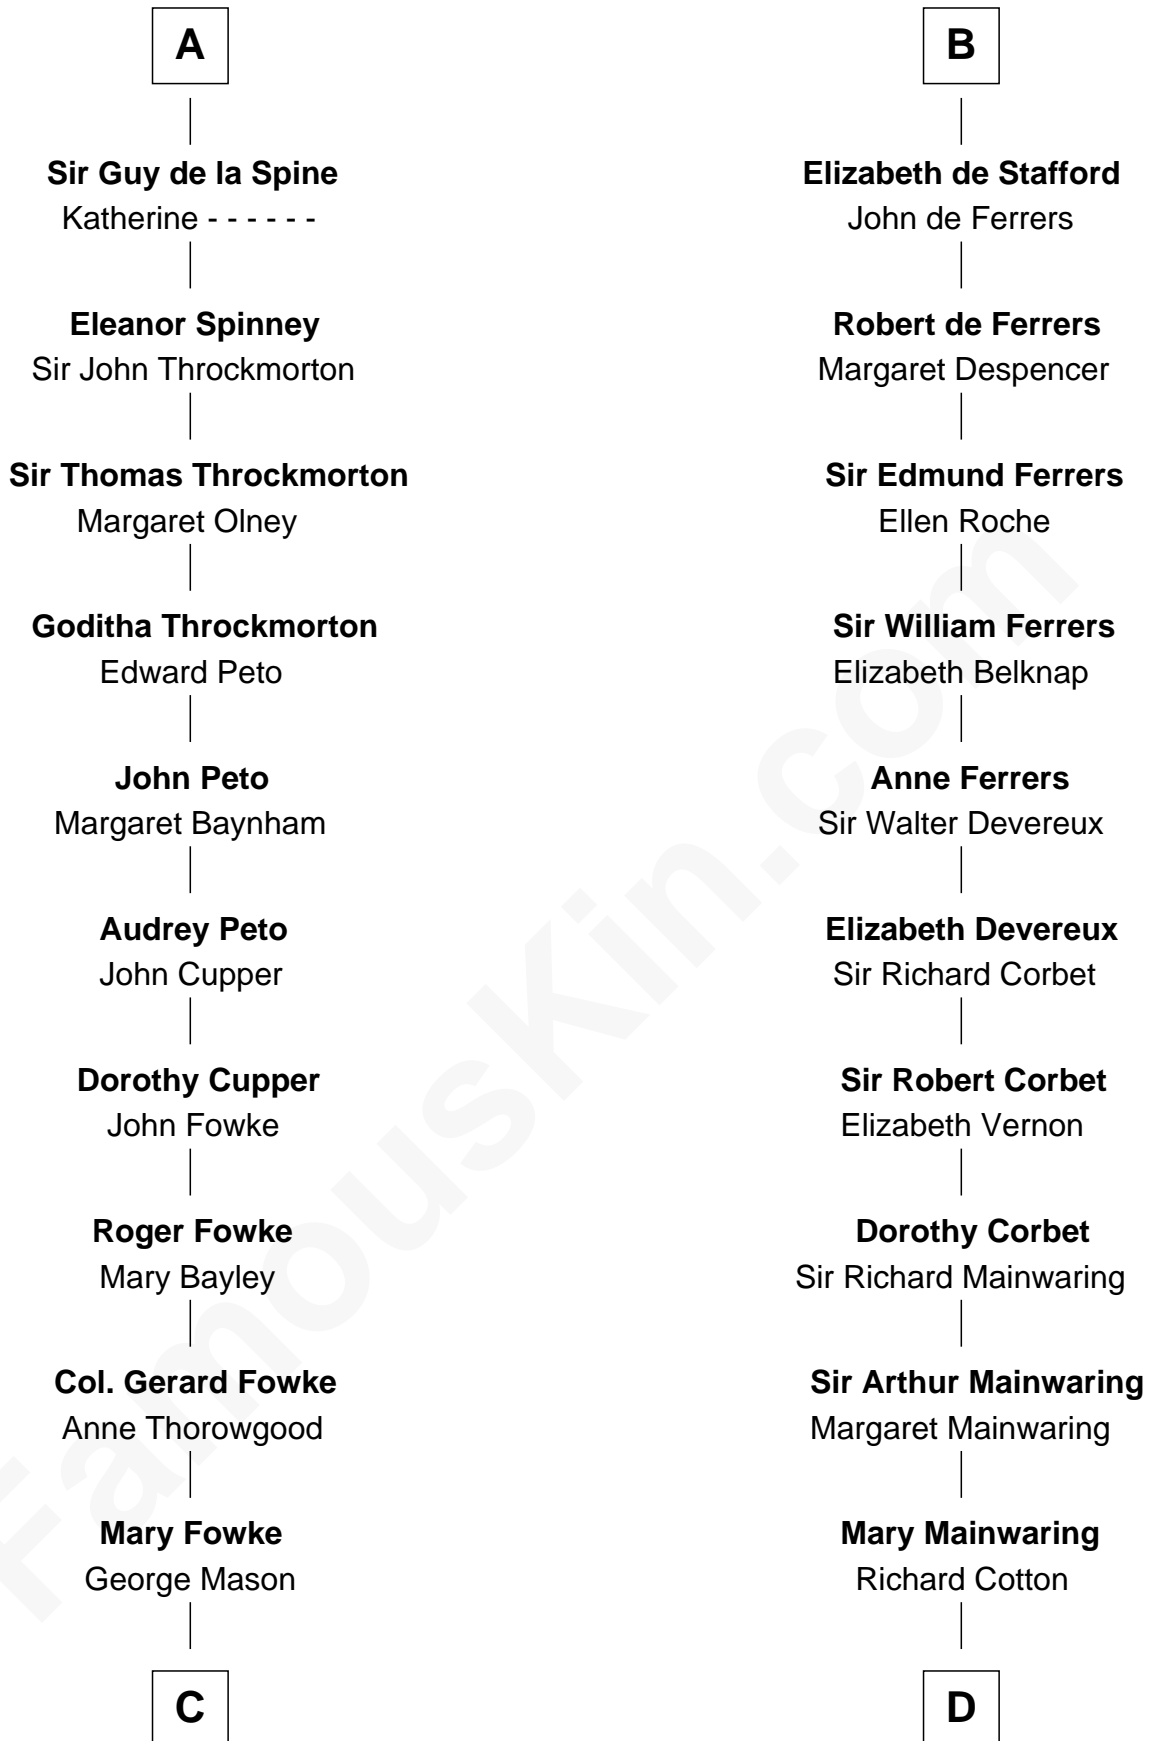 A
Sir Guy de la Spine
Katherine - - - - - -
Eleanor Spinney
Sir John Throckmorton
Sir Thomas Throckmorton
Margaret Olney
Goditha Throckmorton
Edward Peto
John Peto
Margaret Baynham
Audrey Peto
John Cupper
Dorothy Cupper
John Fowke
Roger Fowke
Mary Bayley
Col. Gerard Fowke
Anne Thorowgood
Mary Fowke
George Mason
C
B
Elizabeth de Stafford
John de Ferrers
Robert de Ferrers
Margaret Despencer
Sir Edmund Ferrers
Ellen Roche
Sir William Ferrers
Elizabeth Belknap
Anne Ferrers
Sir Walter Devereux
Elizabeth Devereux
Sir Richard Corbet
Sir Robert Corbet
Elizabeth Vernon
Dorothy Corbet
Sir Richard Mainwaring
Sir Arthur Mainwaring
Margaret Mainwaring
Mary Mainwaring
Richard Cotton
D
FamousKin.com